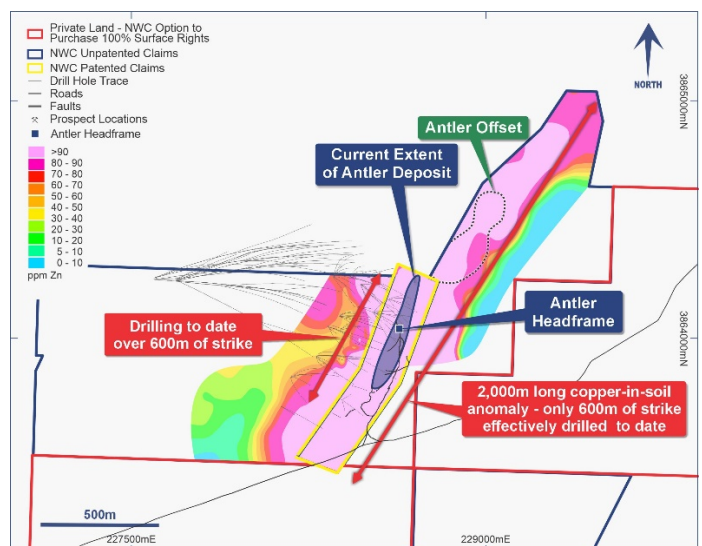 Private Land - NWC Option to
Purchase 100% Surface Rights
NWC Unpatented Claims
NWC Patented Claims
Drill Hole Trace
Roads
Faults
Prospect Locations
Antler Headframe
>90
80 - 90
70 - 80
60 - 70
50 - 60
40 - 50
30 - 40
20 - 30
10 - 20
5 - 10
0 - 10
ppm Zn
NORTH
3865000mN
Antler Offset
Current Extent
of Antler Deposit
Drilling to date
over 600m of strike
Antler
Headframe
3864000mN
2,000m long copper-in-soil
anomaly - only 600m of strike
effectively drilled to date
500m
227500mE
229000mE